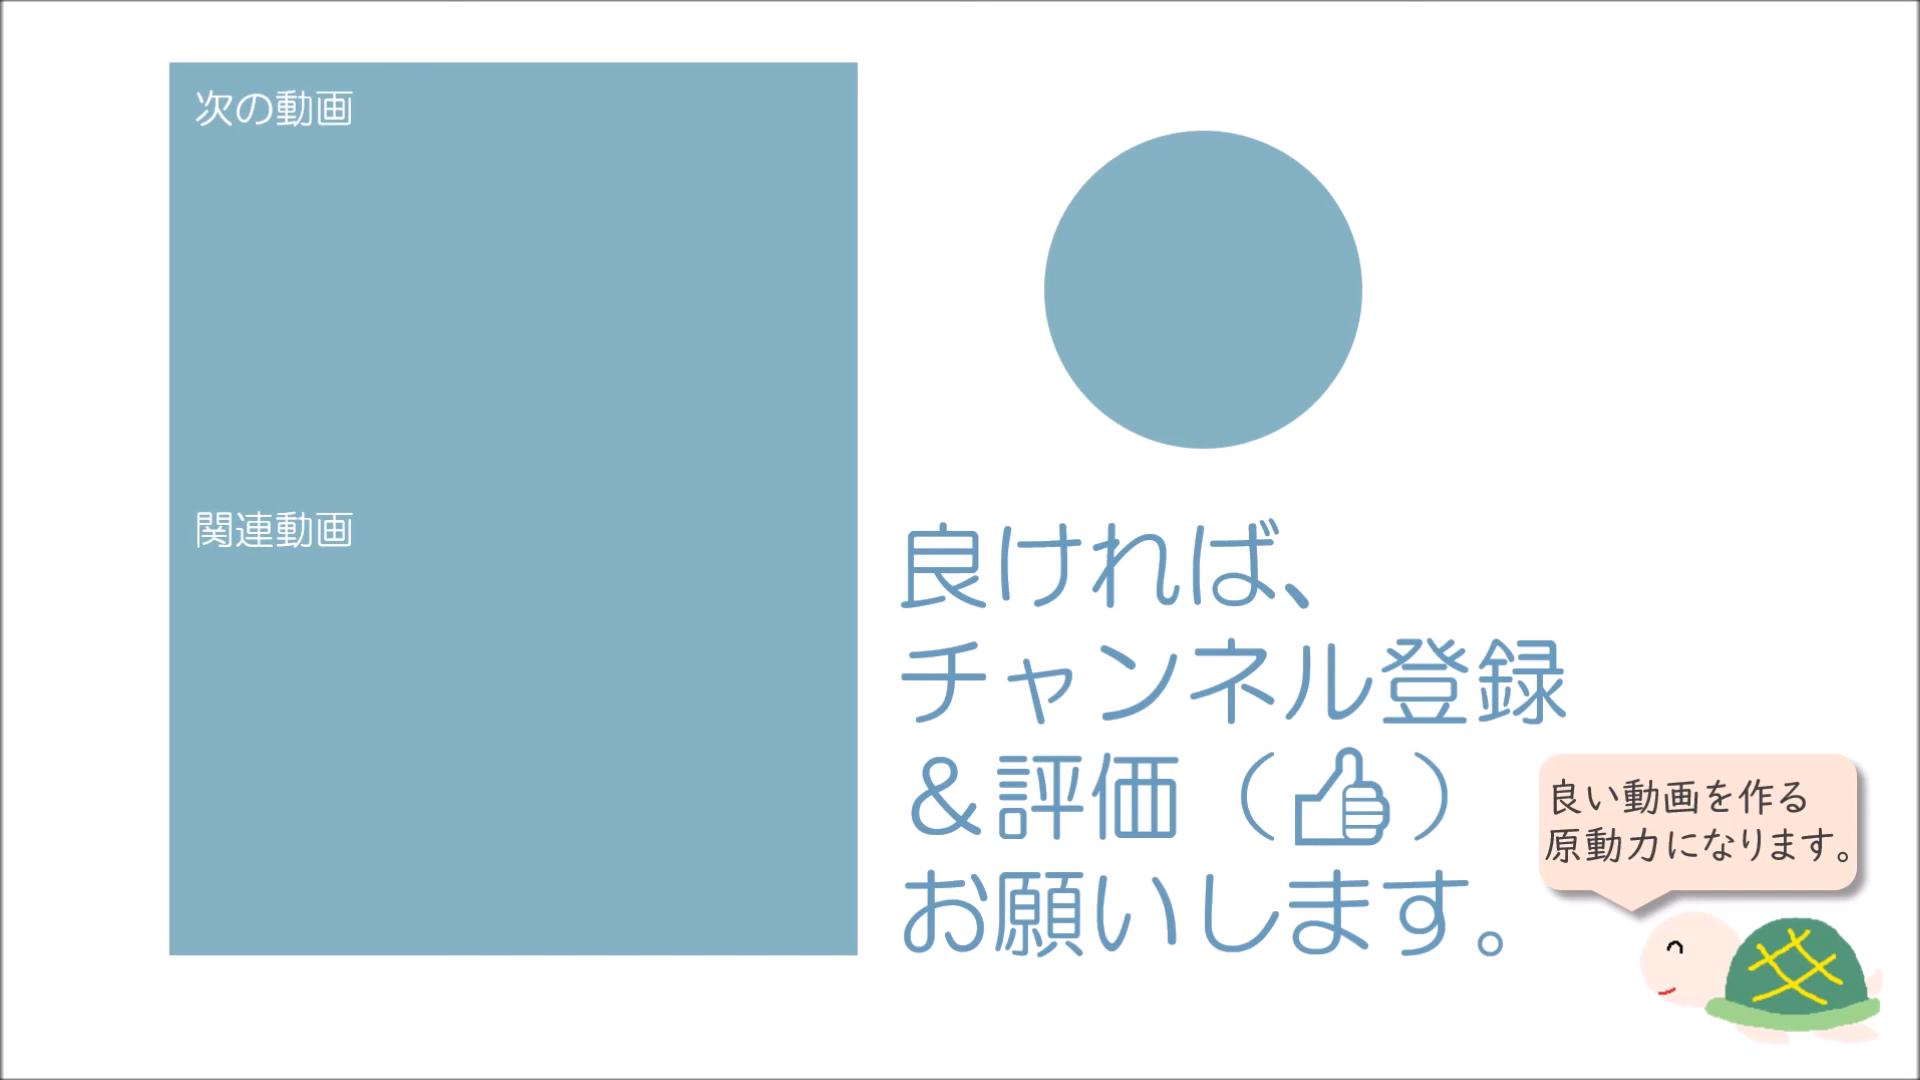 次の動画
関連動画
良ければ、
チャンネル登録
&評価（👍）
お願いします。
良い動画を作る
原動力になります。